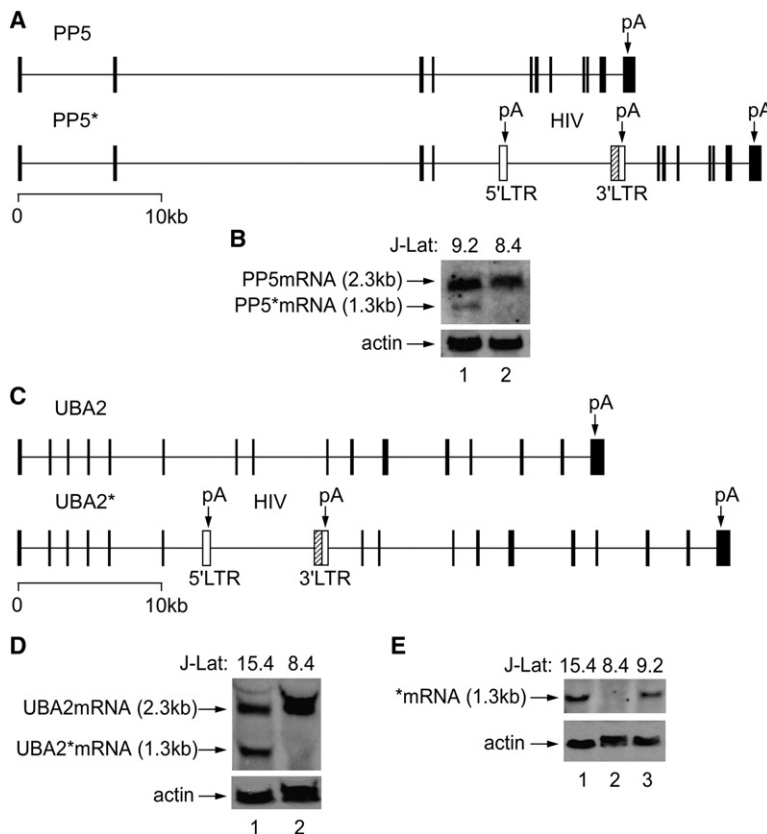 A
PP5
pA
PP5*
pA
HIV
pA
pA
5'LTR
3'LTR
0
10kb
B
J-Lat: 9.2 8.4
PP5mRNA (2.3kb)
PP5*mRNA (1.3kb)
actin
1 2
C
UBA2
pA
UBA2*
pA
HIV
pA
pA
5'LTR
3'LTR
0
10kb
D
J-Lat: 15.4 8.4
UBA2mRNA (2.3kb)
UBA2*mRNA (1.3kb)
actin
1 2
E
J-Lat: 15.4 8.4 9.2
*mRNA (1.3kb)
actin
1 2 3